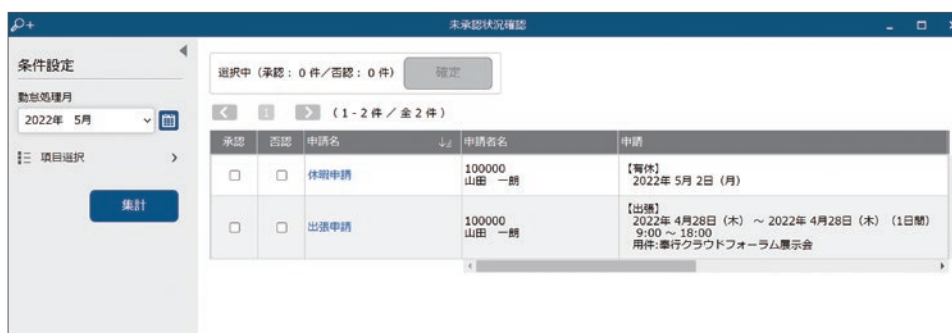 未承認状況確認
条件設定
勤怠処理月
2022年 5月
項目選択
集計
選択中（承認： 0 件／否認： 0 件）
確定
1
（ 1 - 2 件 ／ 全 2 件 ）
承認 否認 申請名 申請者名 申請
休暇申請
100000
山田 一朗
【有休】
2022年 5月 2日（月）
出張申請
100000
山田 一朗
【出張】
2022年 4月28日（木） ～ 2022年 4月28日（木）（1日間）
9:00 ～ 18:00
用件:奉行クラウドフォーラム展示会